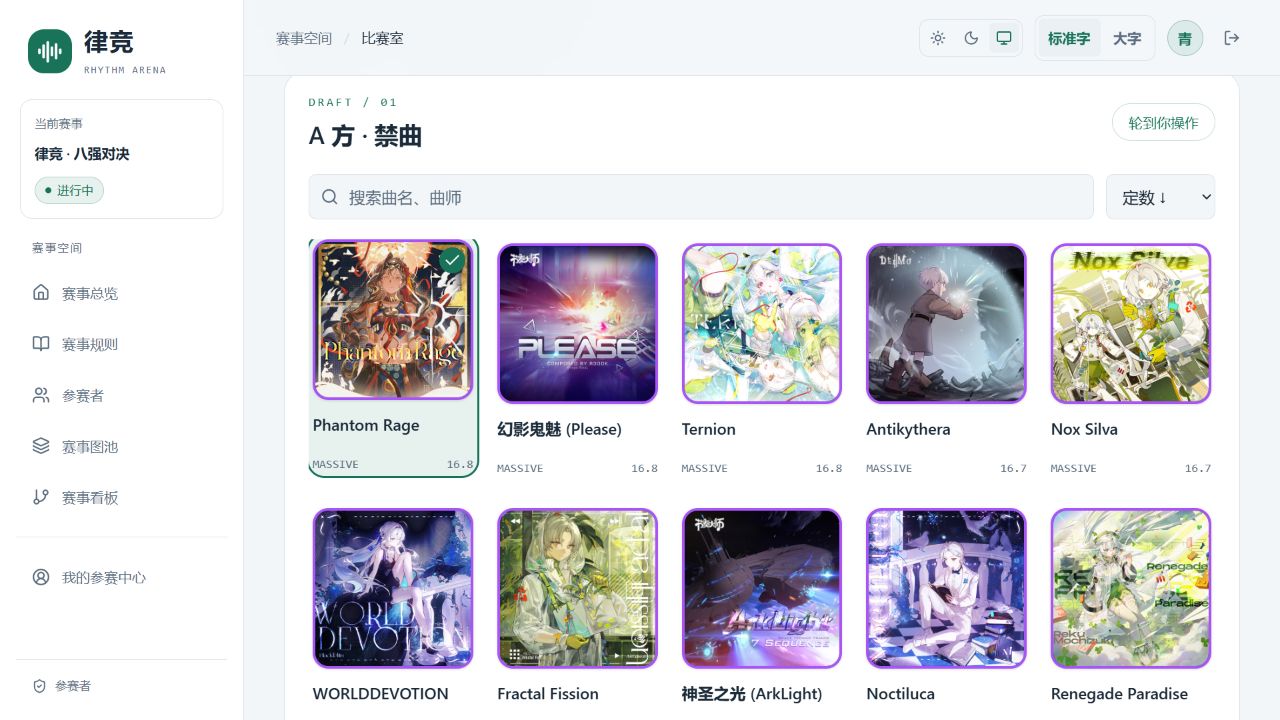 律竞
RHYTHM ARENA
当前赛事
律竞 · 八强对决
进行中
赛事空间
赛事总览
赛事规则
参赛者
赛事图池
赛事看板
我的参赛中心
参赛者
赛事空间 / 比赛室
标准字 大字 青
DRAFT / 01
A 方 · 禁曲
轮到你操作
搜索曲名、曲师
定数 ↓
Phantom Rage
PLEASE
DEEMO
Nox Silva
Phantom Rage
幻影鬼魅 (Please)
Ternion
Antikythera
Nox Silva
MASSIVE 16.8
MASSIVE 16.8
MASSIVE 16.8
MASSIVE 16.7
MASSIVE 16.7
WORLD DEVOTION
ArkLight
7 SEQUENCE
Renegade
Paradise
Reku Mochizuki
WORLDDEVOTION
Fractal Fission
神圣之光 (ArkLight)
Noctiluca
Renegade Paradise